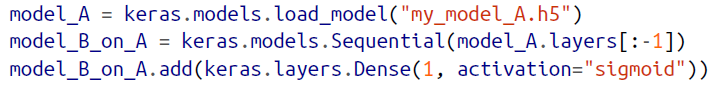 model_A = keras.models.load_model("my_model_A.h5")
model_B_on_A = keras.models.Sequential(model_A.layers[:-1])
model_B_on_A.add(keras.layers.Dense(1, activation="sigmoid"))